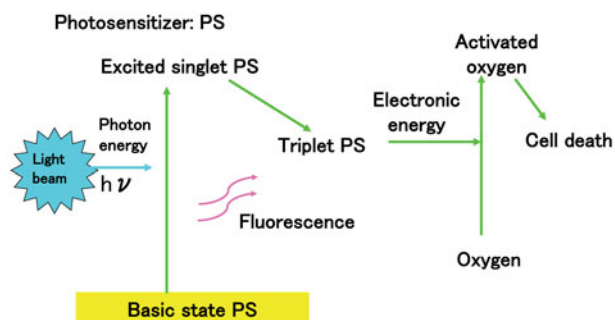 Photosensitizer: PS
Excited singlet PS
Activated
oxygen
Photon
energy
Electronic
energy
Light
beam
hν
Triplet PS
Cell death
Fluorescence
Oxygen
Basic state PS